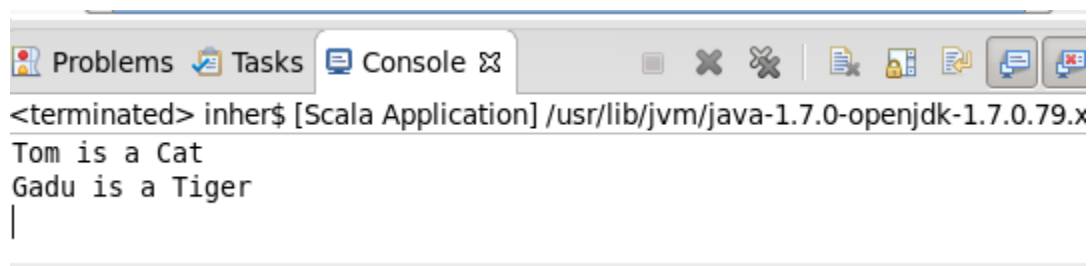 Problems Tasks Console
<terminated> inher$ [Scala Application] /usr/lib/jvm/java-1.7.0-openjdk-1.7.0.79.x
Tom is a Cat
Gadu is a Tiger